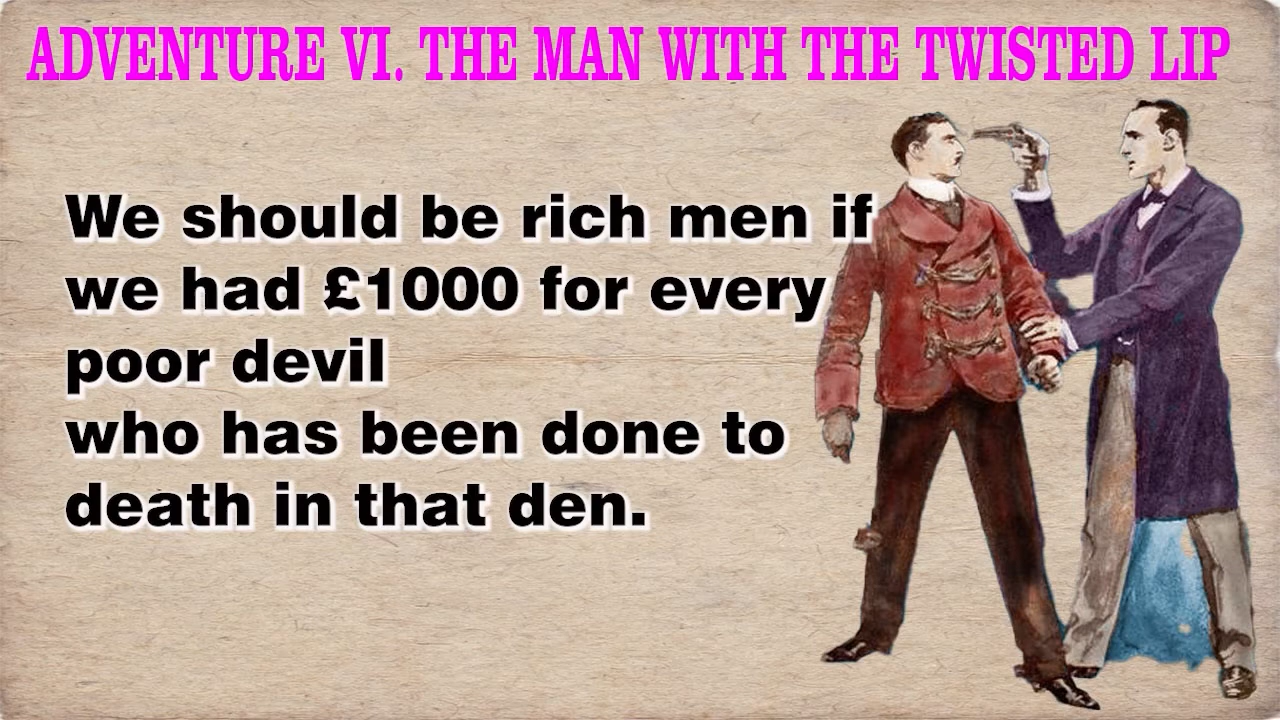 ADVENTURE VI. THE MAN WITH THE TWISTED LIP
We should be rich men if
we had £1000 for every
poor devil
who has been done to
death in that den.